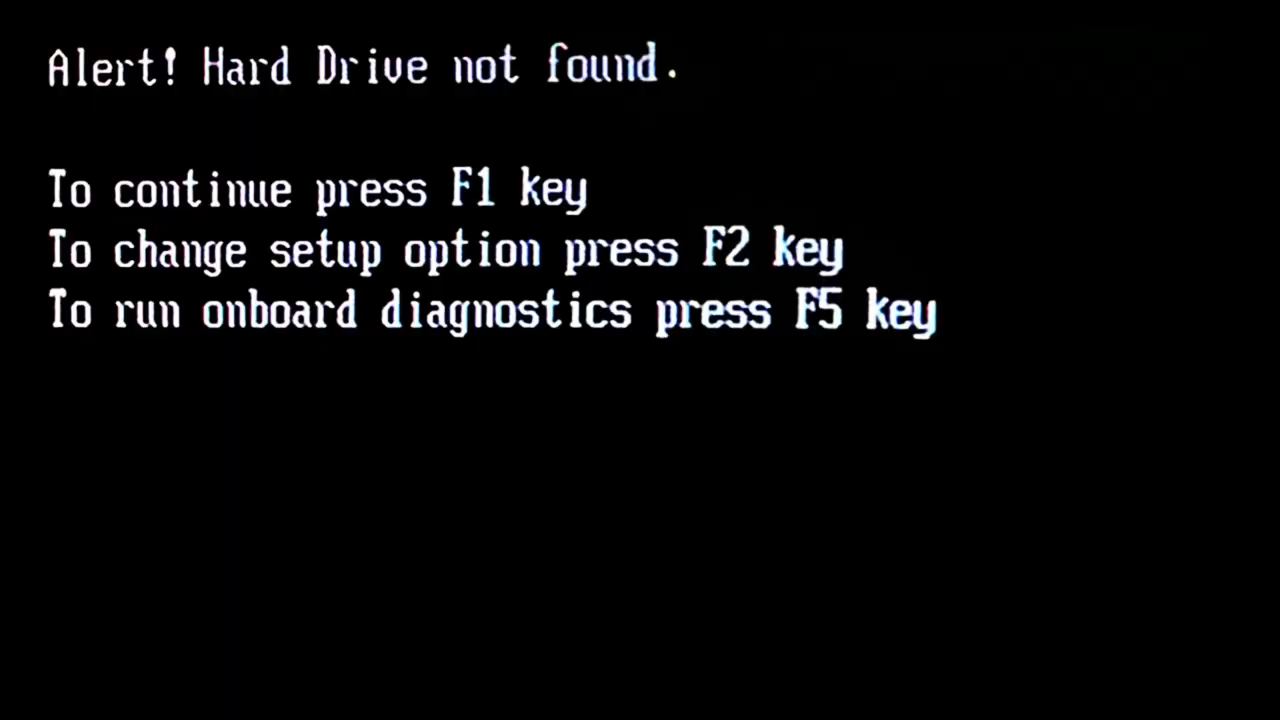 Alert! Hard Drive not found.
To continue press F1 key
To change setup option press F2 key
To run onboard diagnostics press F5 key